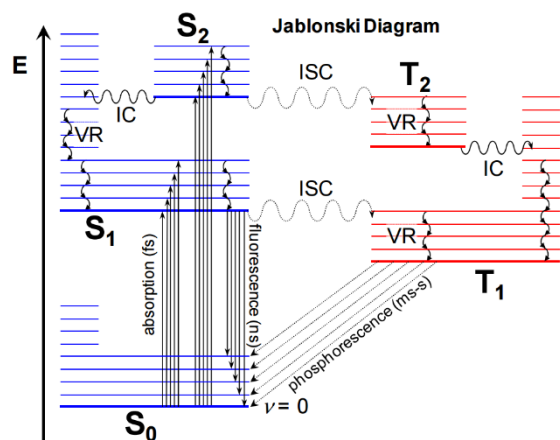 Jablonski Diagram
E
S2
ISC
T2
IC
VR
VR
IC
S1
ISC
VR
T1
absorption (fs)
fluorescence (ns)
phosphorescence (ms-s)
ν = 0
S0